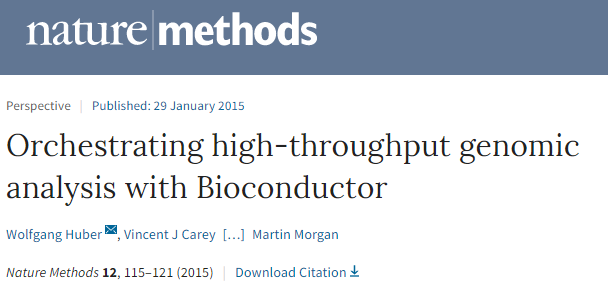 nature methods
Perspective | Published: 29 January 2015
Orchestrating high-throughput genomic
analysis with Bioconductor
Wolfgang Huber, Vincent J Carey […] Martin Morgan
Nature Methods 12, 115–121 (2015) | Download Citation